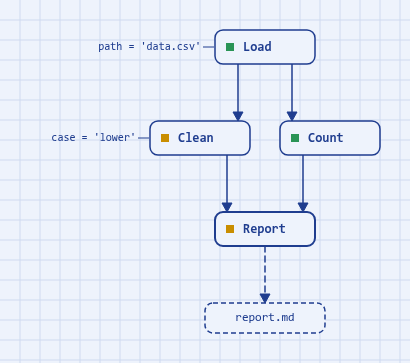 path = 'data.csv'
Load
case = 'lower'
Clean
Count
Report
report.md